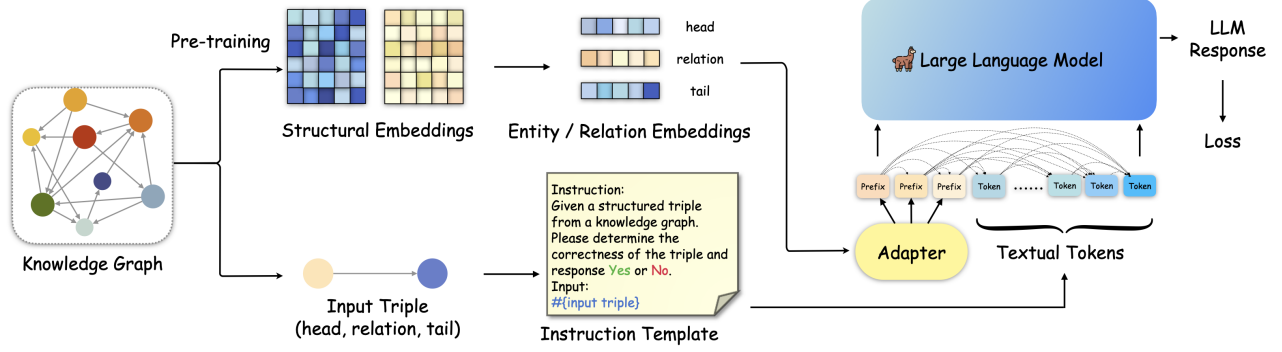 Pre-training
Knowledge Graph
Structural Embeddings
head
relation
tail
Entity / Relation Embeddings
Input Triple
(head, relation, tail)
Instruction:
Given a structured triple
from a knowledge graph.
Please determine the
correctness of the triple and
response Yes or No.
Input:
#{input triple}
Instruction Template
Large Language Model
LLM
Response
Loss
Prefix Prefix Prefix Token ...... Token Token Token
Adapter
Textual Tokens